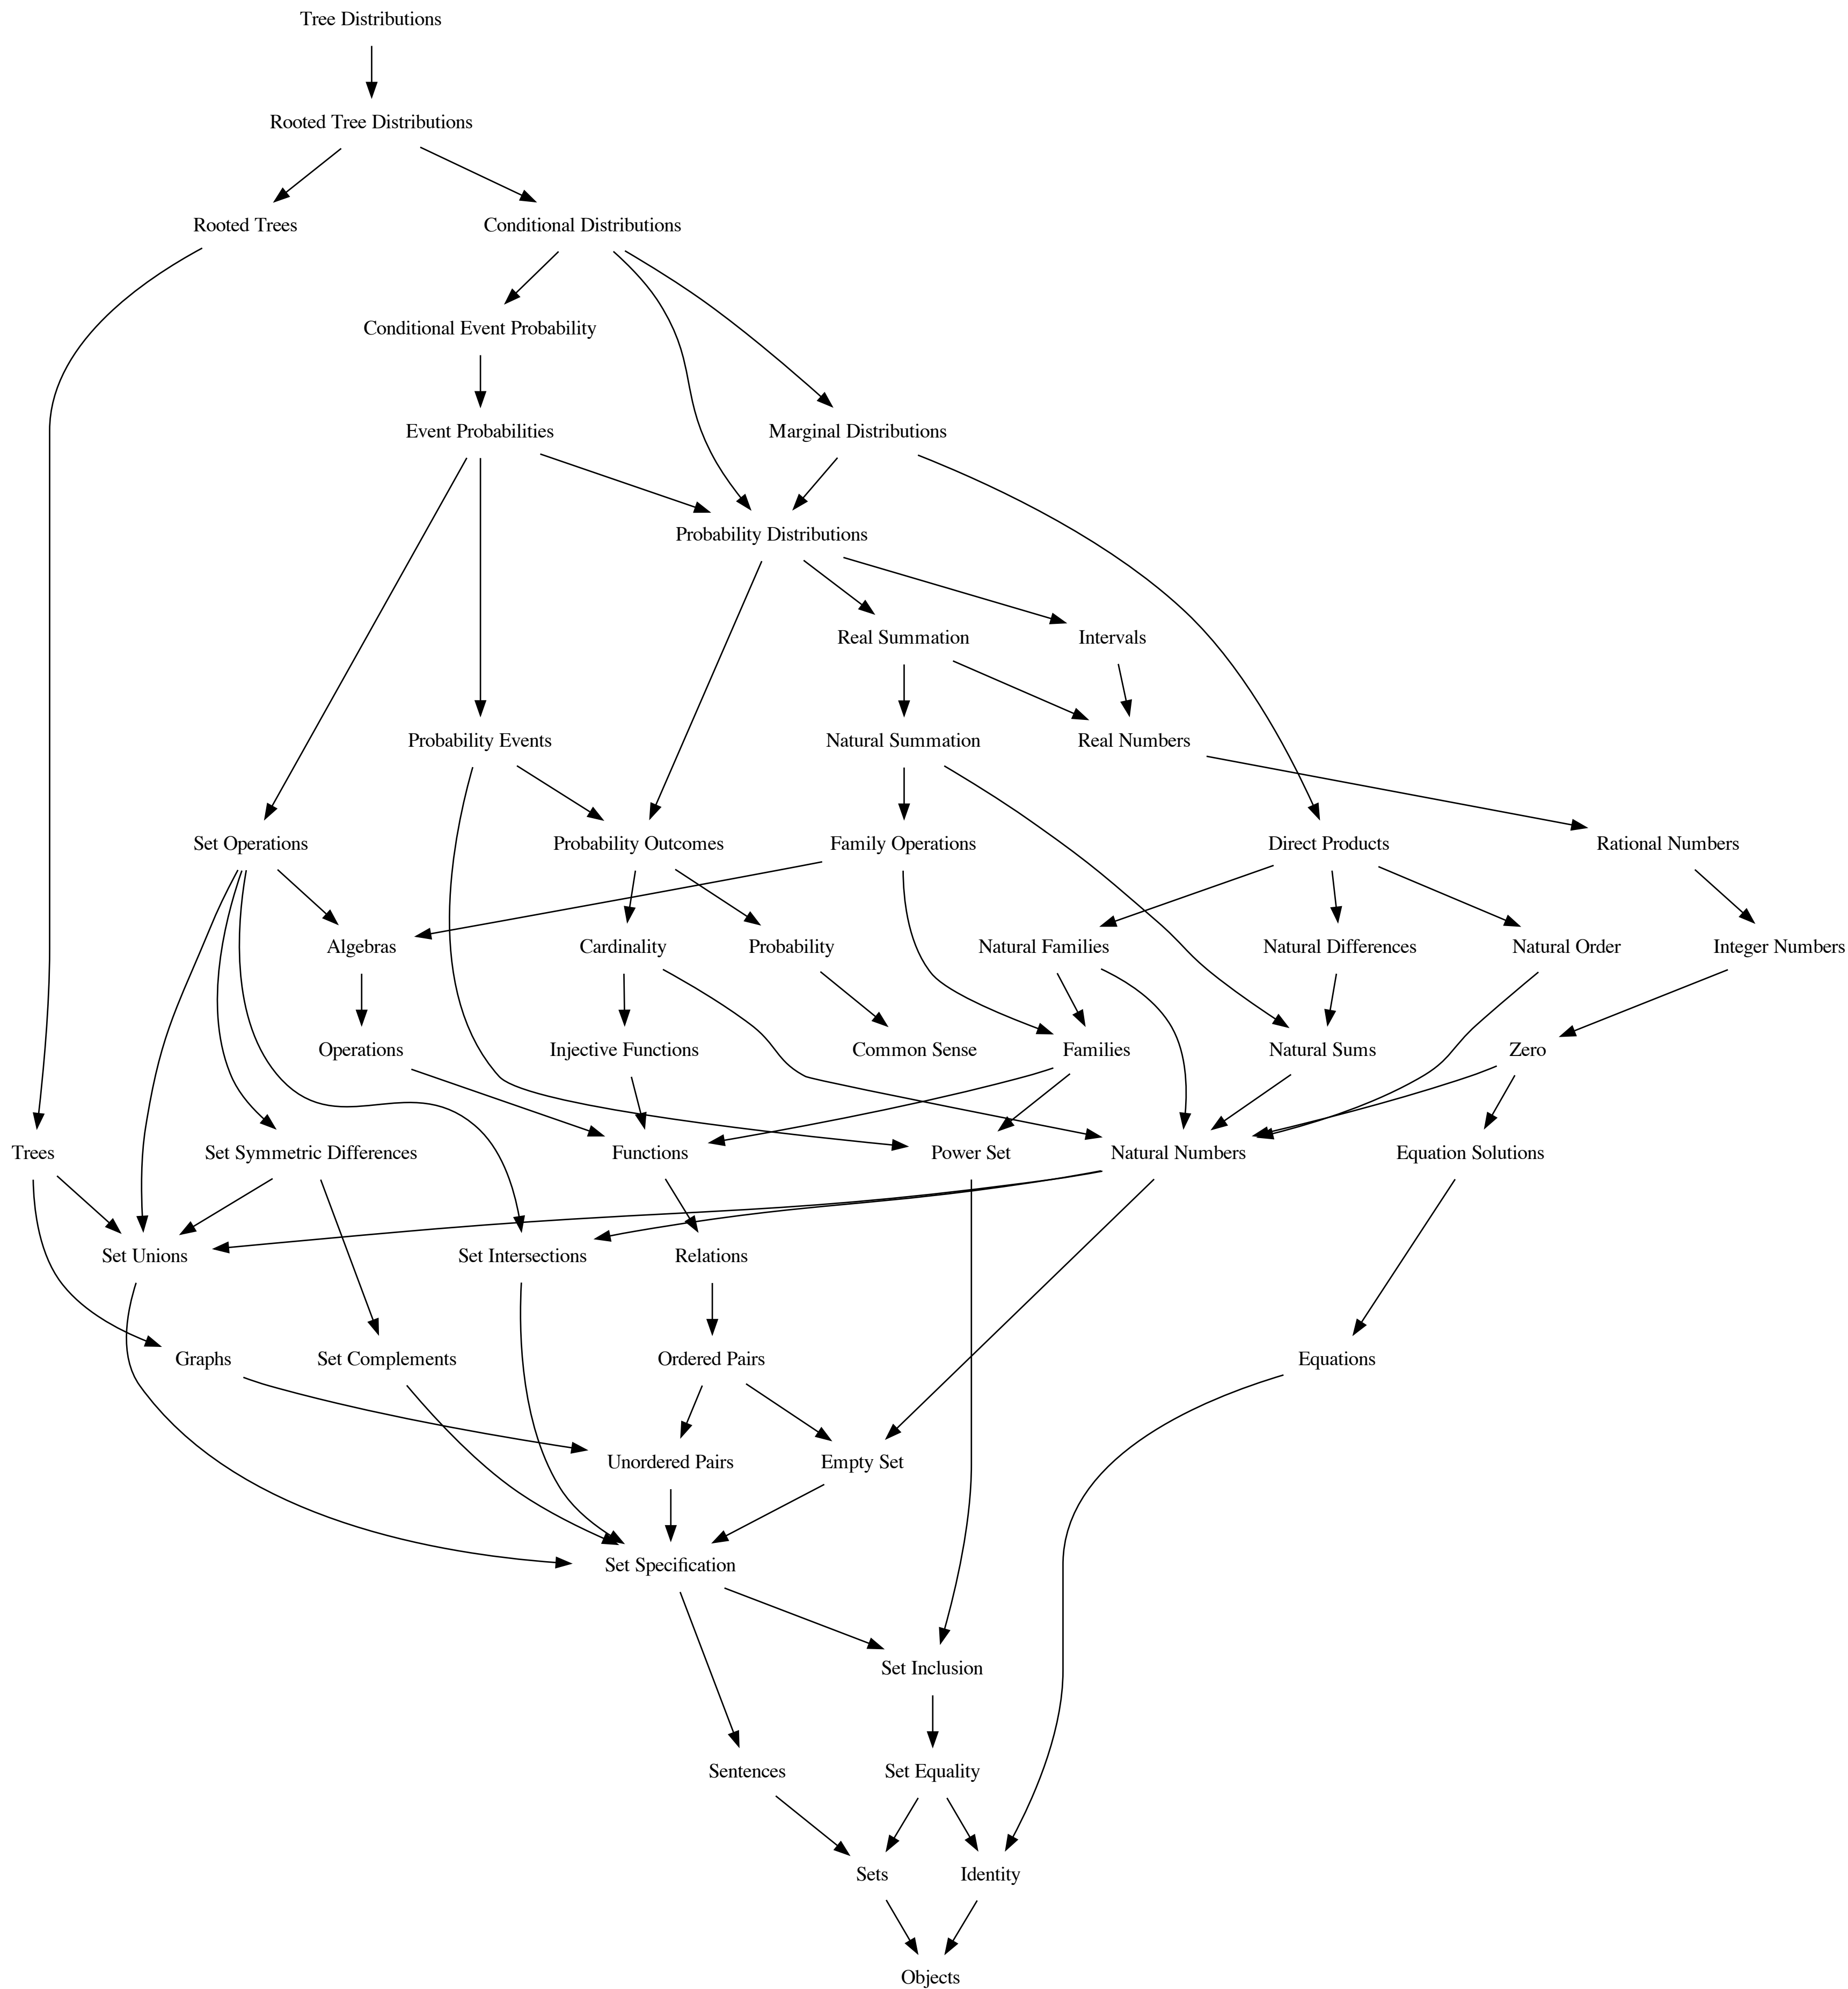 Tree Distributions
Rooted Tree Distributions
Rooted Trees
Conditional Distributions
Conditional Event Probability
Event Probabilities
Marginal Distributions
Probability Distributions
Real Summation
Intervals
Probability Events
Natural Summation
Real Numbers
Set Operations
Probability Outcomes
Family Operations
Direct Products
Rational Numbers
Algebras
Cardinality
Probability
Natural Families
Natural Differences
Natural Order
Integer Numbers
Operations
Injective Functions
Common Sense
Families
Natural Sums
Zero
Trees
Set Symmetric Differences
Functions
Power Set
Natural Numbers
Equation Solutions
Set Unions
Set Intersections
Relations
Graphs
Set Complements
Ordered Pairs
Equations
Unordered Pairs
Empty Set
Set Specification
Set Inclusion
Sentences
Set Equality
Sets
Identity
Objects